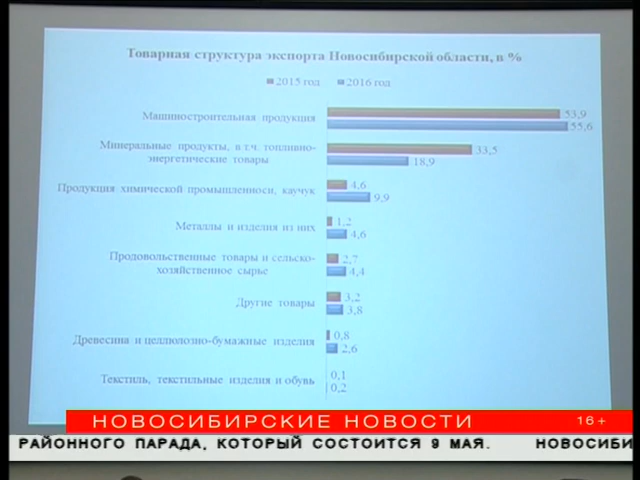 Товарная структура экспорта Новосибирской области, в %
2015 год 2016 год
Машиностроительная продукция
53,9
55,6
Минеральные продукты, в т.ч. топливно-
энергетические товары
33,5
18,9
Продукция химической промышленноси, каучук
4,6
9,9
Металлы и изделия из них
1,2
4,6
Продовольственные товары и сельско-
хозяйственное сырье
2,7
4,4
Другие товары
3,2
3,8
Древесина и целлюлозно-бумажные изделия
0,8
2,6
Текстиль, текстильные изделия и обувь
0,1
0,2
НОВОСИБИРСКИЕ НОВОСТИ 16+
РАЙОННОГО ПАРАДА, КОТОРЫЙ СОСТОИТСЯ 9 МАЯ. НОВОСИБИ